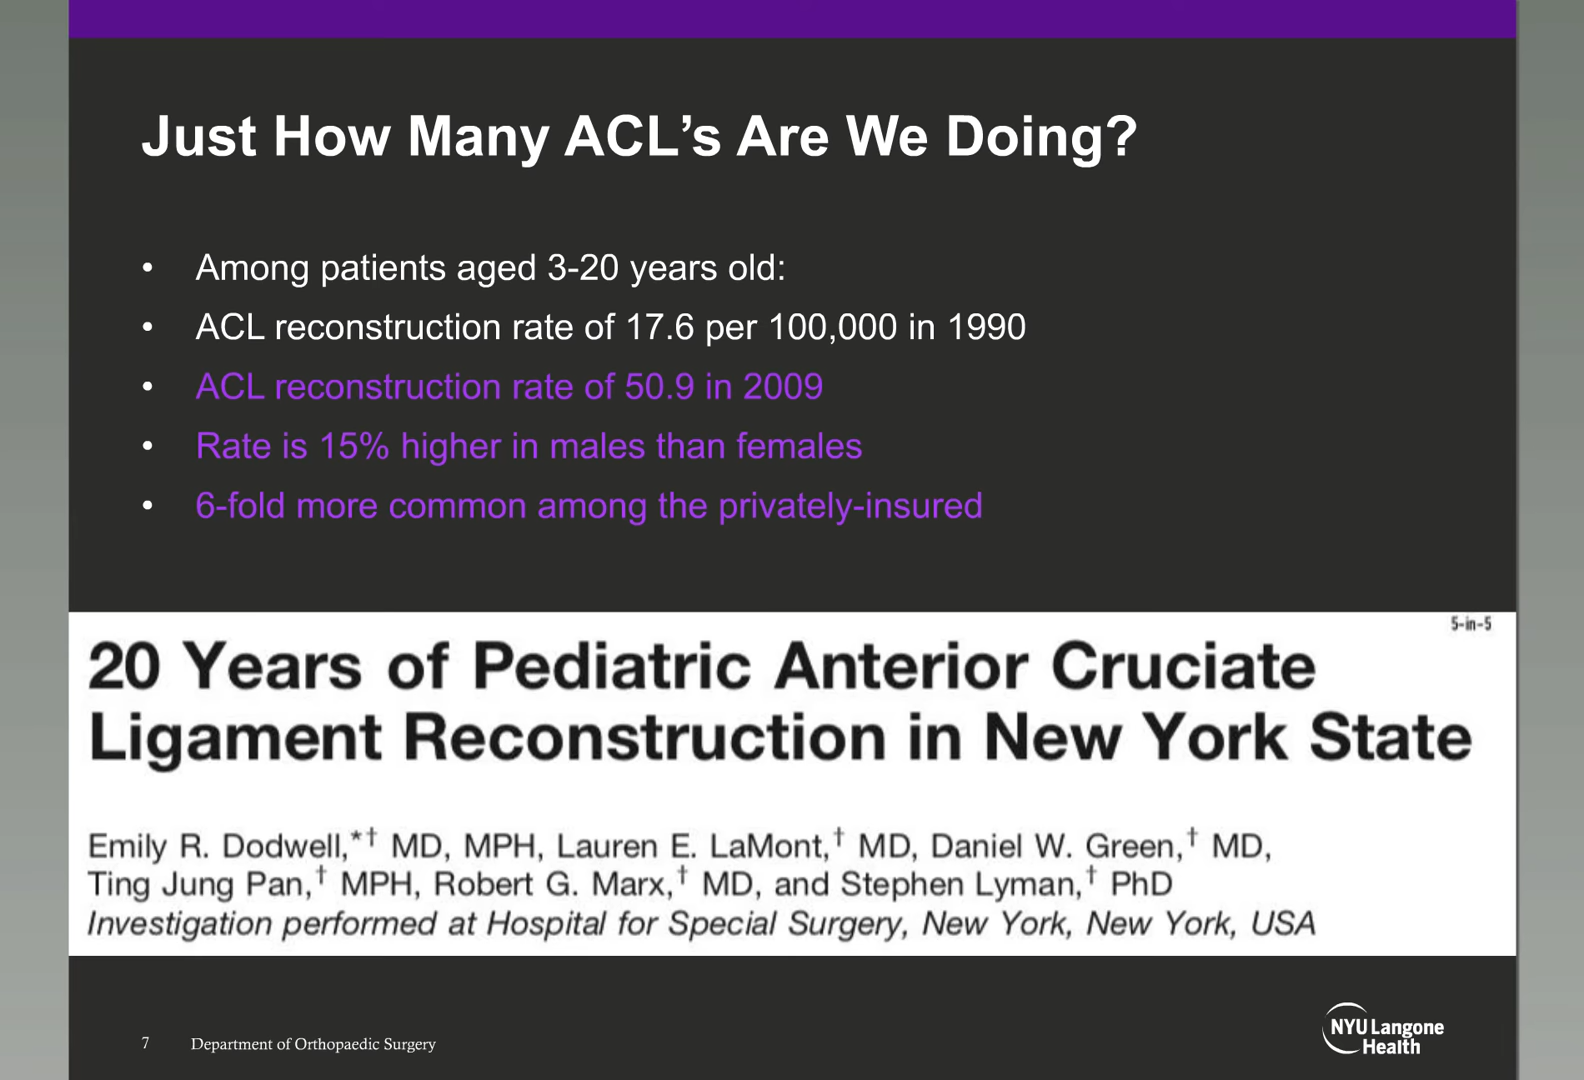 Just How Many ACL’s Are We Doing?
• Among patients aged 3-20 years old:
• ACL reconstruction rate of 17.6 per 100,000 in 1990
• ACL reconstruction rate of 50.9 in 2009
• Rate is 15% higher in males than females
• 6-fold more common among the privately-insured
5-in-5
20 Years of Pediatric Anterior Cruciate
Ligament Reconstruction in New York State
Emily R. Dodwell,*† MD, MPH, Lauren E. LaMont,† MD, Daniel W. Green,† MD,
Ting Jung Pan,† MPH, Robert G. Marx,† MD, and Stephen Lyman,† PhD
Investigation performed at Hospital for Special Surgery, New York, New York, USA
7 Department of Orthopaedic Surgery
NYU Langone
Health